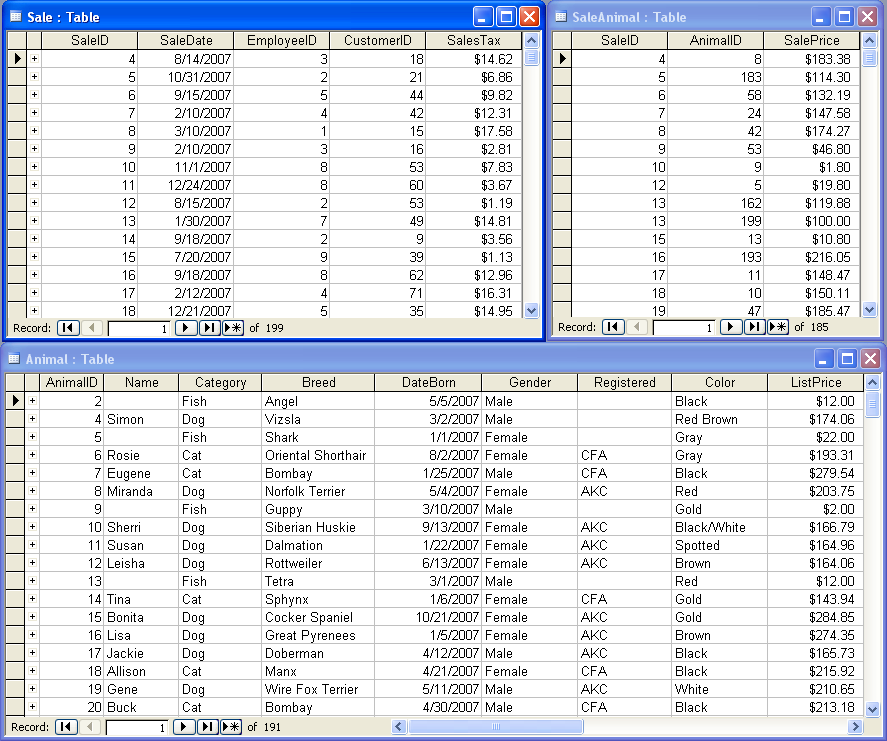 Sale : Table
SaleID SaleDate EmployeeID CustomerID SalesTax
+ 4 8/14/2007 3 18 $14.62
+ 5 10/31/2007 2 21 $6.86
+ 6 9/15/2007 5 44 $9.82
+ 7 2/10/2007 4 42 $12.31
+ 8 3/10/2007 1 15 $17.58
+ 9 2/10/2007 3 16 $2.81
+ 10 11/1/2007 8 53 $7.83
+ 11 12/24/2007 8 60 $3.67
+ 12 8/15/2007 2 53 $1.19
+ 13 1/30/2007 7 49 $14.81
+ 14 9/18/2007 2 9 $3.56
+ 15 7/20/2007 9 39 $1.13
+ 16 9/18/2007 8 62 $12.96
+ 17 2/12/2007 4 71 $16.31
+ 18 12/21/2007 5 35 $14.95
Record: 1 of 199
SaleAnimal : Table
SaleID AnimalID SalePrice
4 8 $183.38
5 183 $114.30
6 58 $132.19
7 24 $147.58
8 42 $174.27
9 53 $46.80
10 9 $1.80
12 5 $19.80
13 162 $119.88
13 199 $100.00
15 13 $10.80
16 193 $216.05
17 11 $148.47
18 10 $150.11
19 47 $185.47
Record: 1 of 185
Animal : Table
AnimalID Name Category Breed DateBorn Gender Registered Color ListPrice
+ 2 Fish Angel 5/5/2007 Male Black $12.00
+ 4 Simon Dog Vizsla 3/2/2007 Male Red Brown $174.06
+ 5 Fish Shark 1/1/2007 Female Gray $22.00
+ 6 Rosie Cat Oriental Shorthair 8/2/2007 Female CFA Gray $193.31
+ 7 Eugene Cat Bombay 1/25/2007 Male CFA Black $279.54
+ 8 Miranda Dog Norfolk Terrier 5/4/2007 Female AKC Red $203.75
+ 9 Fish Guppy 3/10/2007 Male Gold $2.00
+ 10 Sherri Dog Siberian Huskie 9/13/2007 Female AKC Black/White $166.79
+ 11 Susan Dog Dalmation 1/22/2007 Female AKC Spotted $164.96
+ 12 Leisha Dog Rottweiler 6/13/2007 Female AKC Brown $164.06
+ 13 Fish Tetra 3/1/2007 Male Red $12.00
+ 14 Tina Cat Sphynx 1/6/2007 Female CFA Gold $143.94
+ 15 Bonita Dog Cocker Spaniel 10/21/2007 Female AKC Gold $284.85
+ 16 Lisa Dog Great Pyrenees 1/5/2007 Female AKC Brown $274.35
+ 17 Jackie Dog Doberman 4/12/2007 Male AKC Black $165.73
+ 18 Allison Cat Manx 4/21/2007 Female CFA Black $215.92
+ 19 Gene Dog Wire Fox Terrier 5/11/2007 Male AKC White $210.65
+ 20 Buck Cat Bombay 4/30/2007 Male CFA Black $213.18
Record: 1 of 191